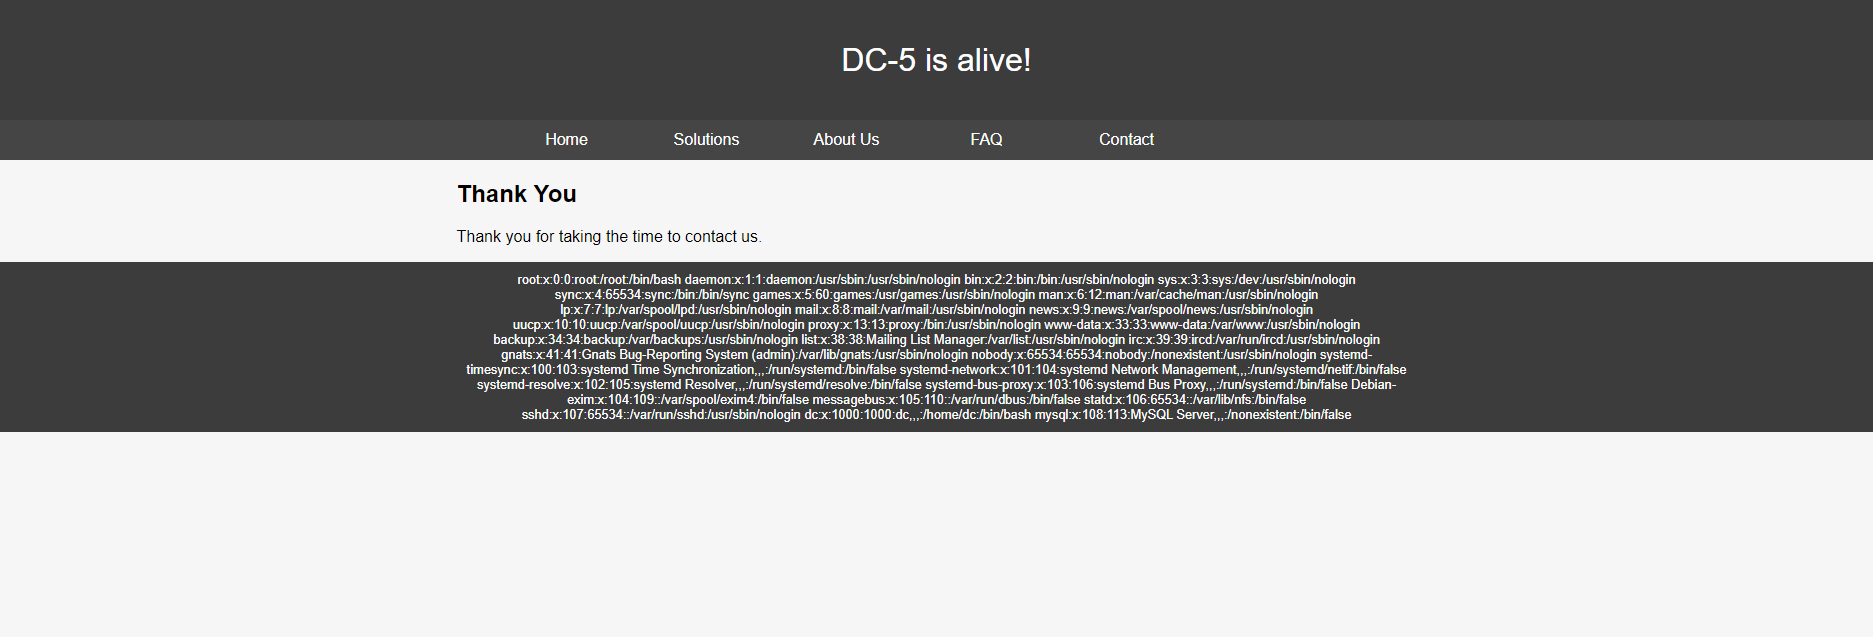 DC-5 is alive!
Home Solutions About Us FAQ Contact
Thank You
Thank you for taking the time to contact us.
root:x:0:0:root:/root:/bin/bash daemon:x:1:1:daemon:/usr/sbin:/usr/sbin/nologin bin:x:2:2:bin:/bin:/usr/sbin/nologin sys:x:3:3:sys:/dev:/usr/sbin/nologin
sync:x:4:65534:sync:/bin:/bin/sync games:x:5:60:games:/usr/games:/usr/sbin/nologin man:x:6:12:man:/var/cache/man:/usr/sbin/nologin
lp:x:7:7:lp:/var/spool/lpd:/usr/sbin/nologin mail:x:8:8:mail:/var/mail:/usr/sbin/nologin news:x:9:9:news:/var/spool/news:/usr/sbin/nologin
uucp:x:10:10:uucp:/var/spool/uucp:/usr/sbin/nologin proxy:x:13:13:proxy:/bin:/usr/sbin/nologin www-data:x:33:33:www-data:/var/www:/usr/sbin/nologin
backup:x:34:34:backup:/var/backups:/usr/sbin/nologin list:x:38:38:Mailing List Manager:/var/list:/usr/sbin/nologin irc:x:39:39:ircd:/var/run/ircd:/usr/sbin/nologin
gnats:x:41:41:Gnats Bug-Reporting System (admin):/var/lib/gnats:/usr/sbin/nologin nobody:x:65534:65534:nobody:/nonexistent:/usr/sbin/nologin systemd-
timesync:x:100:103:systemd Time Synchronization,,,:/run/systemd:/bin/false systemd-network:x:101:104:systemd Network Management,,,:/run/systemd/netif:/bin/false
systemd-resolve:x:102:105:systemd Resolver,,,:/run/systemd/resolve:/bin/false systemd-bus-proxy:x:103:106:systemd Bus Proxy,,,:/run/systemd:/bin/false Debian-
exim:x:104:109::/var/spool/exim4:/bin/false messagebus:x:105:110::/var/run/dbus:/bin/false statd:x:106:65534::/var/lib/nfs:/bin/false
sshd:x:107:65534::/var/run/sshd:/usr/sbin/nologin dc:x:1000:1000:dc,,,:/home/dc:/bin/bash mysql:x:108:113:MySQL Server,,,:/nonexistent:/bin/false